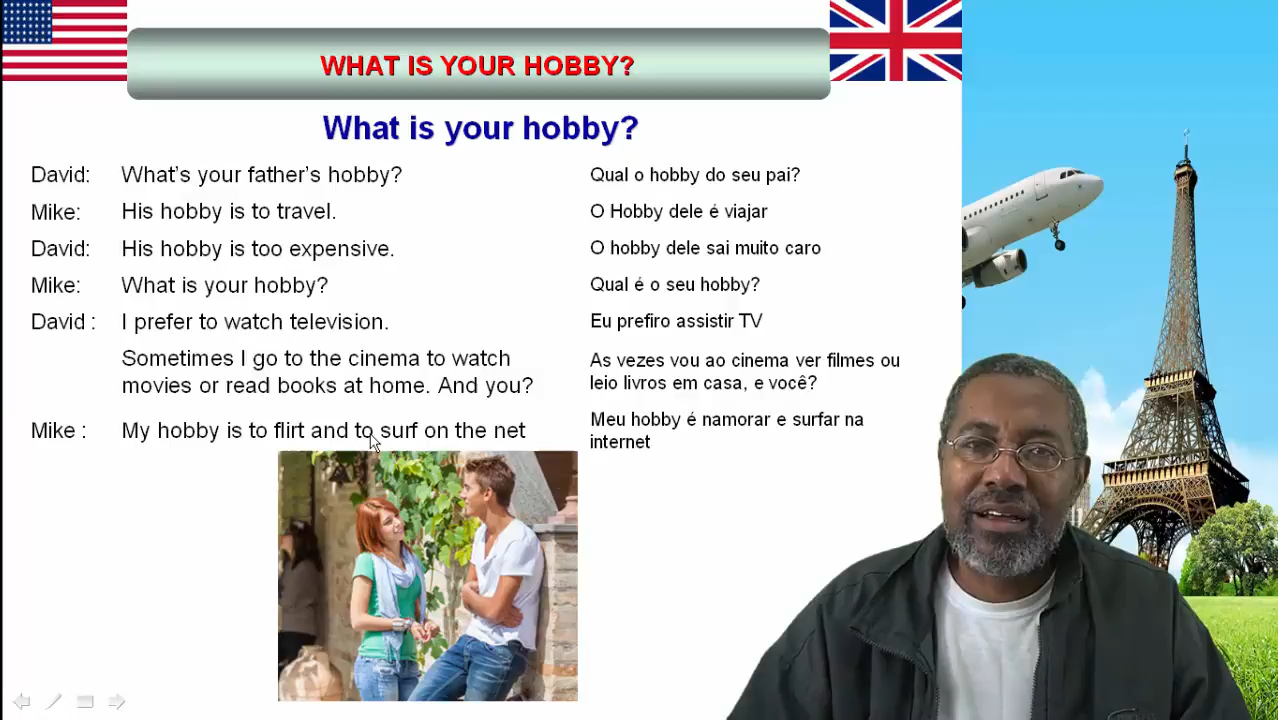 WHAT IS YOUR HOBBY?
What is your hobby?
David: What's your father's hobby? Qual o hobby do seu pai?
Mike: His hobby is to travel. O Hobby dele é viajar
David: His hobby is too expensive. O hobby dele sai muito caro
Mike: What is your hobby? Qual é o seu hobby?
David : I prefer to watch television. Eu prefiro assistir TV
Sometimes I go to the cinema to watch
movies or read books at home. And you?
As vezes vou ao cinema ver filmes ou
leio livros em casa, e você?
Mike : My hobby is to flirt and to surf on the net
Meu hobby é namorar e surfar na
internet